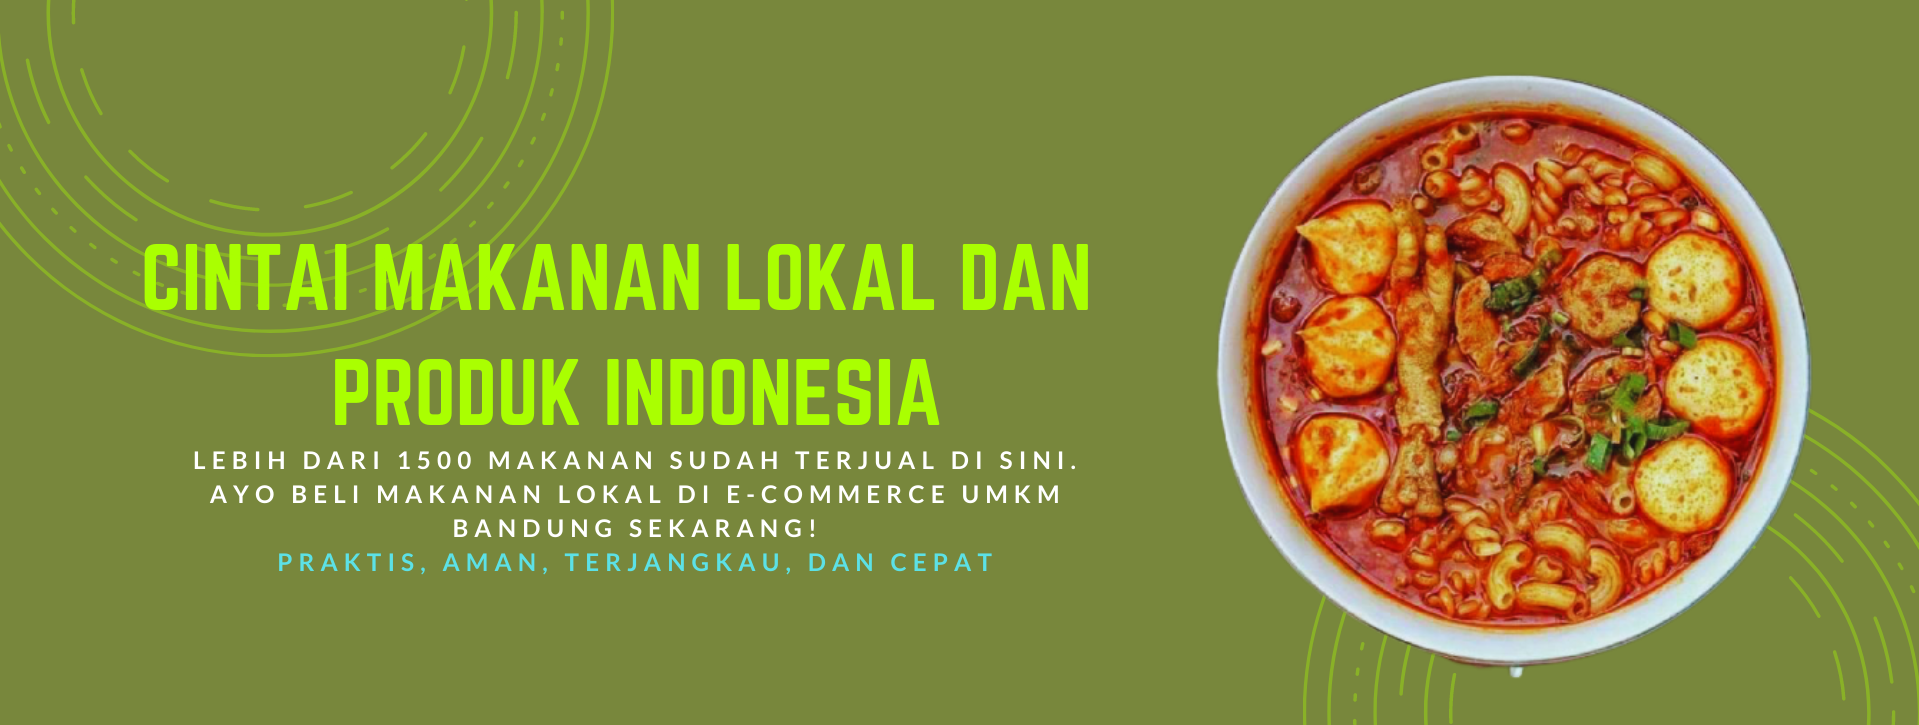 CINTAI MAKANAN LOKAL DAN
PRODUK INDONESIA
LEBIH DARI 1500 MAKANAN SUDAH TERJUAL DI SINI.
AYO BELI MAKANAN LOKAL DI E-COMMERCE UMKM
BANDUNG SEKARANG!
PRAKTIS, AMAN, TERJANGKAU, DAN CEPAT